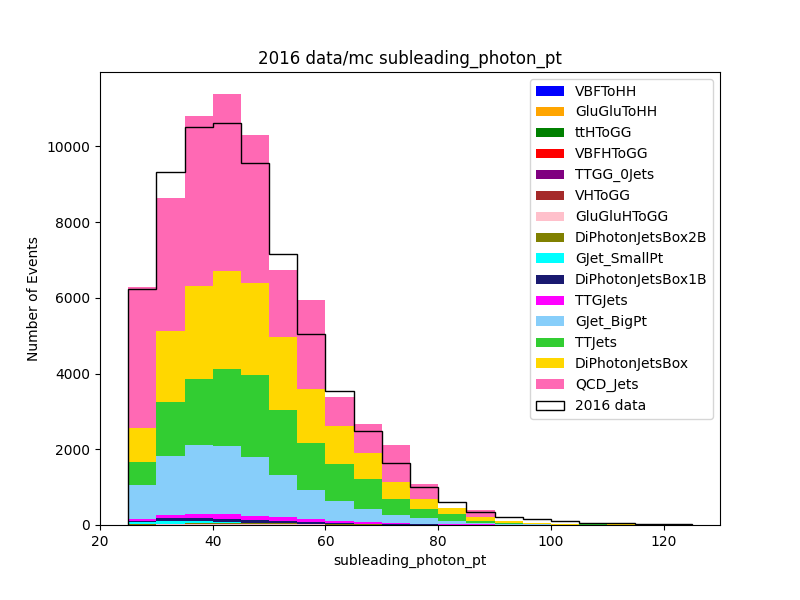 2016 data/mc subleading_photon_pt
Number of Events
10000
8000
6000
4000
2000
0
20
40
60
80
100
120
subleading_photon_pt
VBFToHH
GluGluToHH
ttHToGG
VBFHToGG
TTGG_0Jets
VHToGG
GluGluHToGG
DiPhotonJetsBox2B
GJet_SmallPt
DiPhotonJetsBox1B
TTGJets
GJet_BigPt
TTJets
DiPhotonJetsBox
QCD_Jets
2016 data